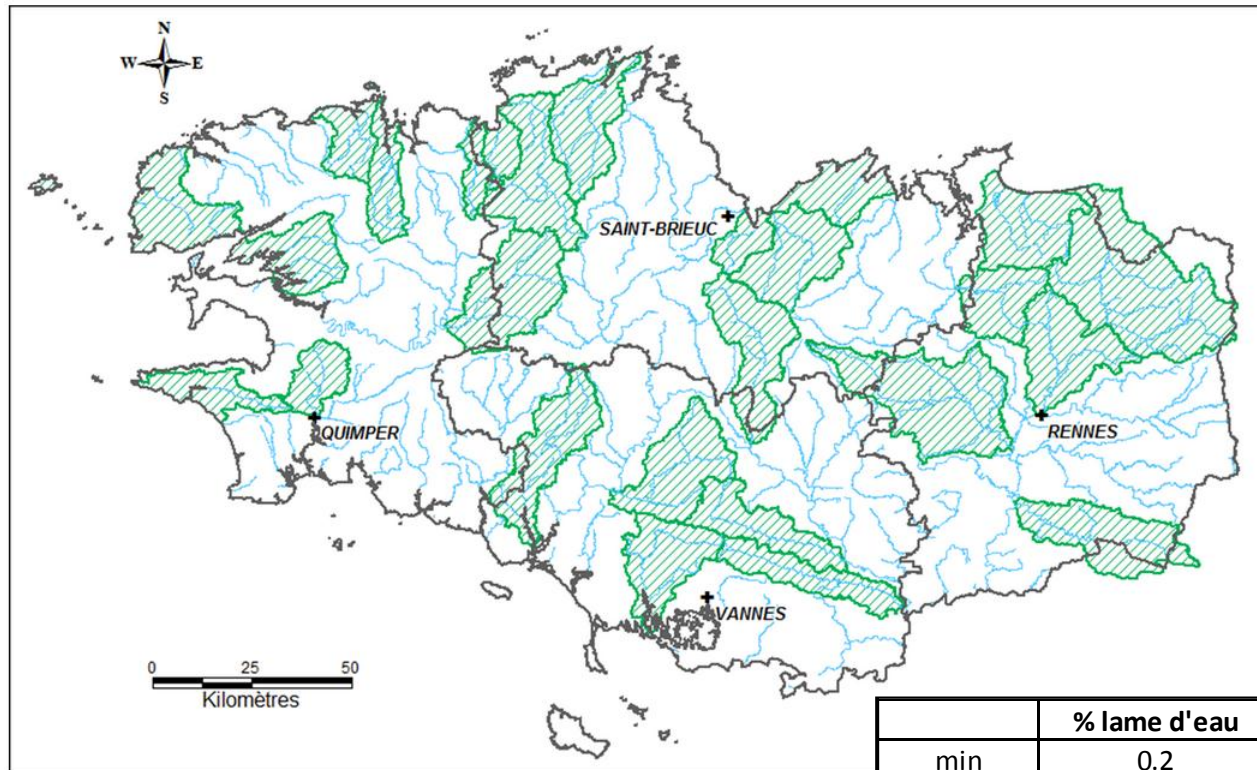 N
W E
S
SAINT-BRIEUC
QUIMPER
RENNES
VANNES
0 25 50
Kilomètres
% lame d'eau
min 0.2